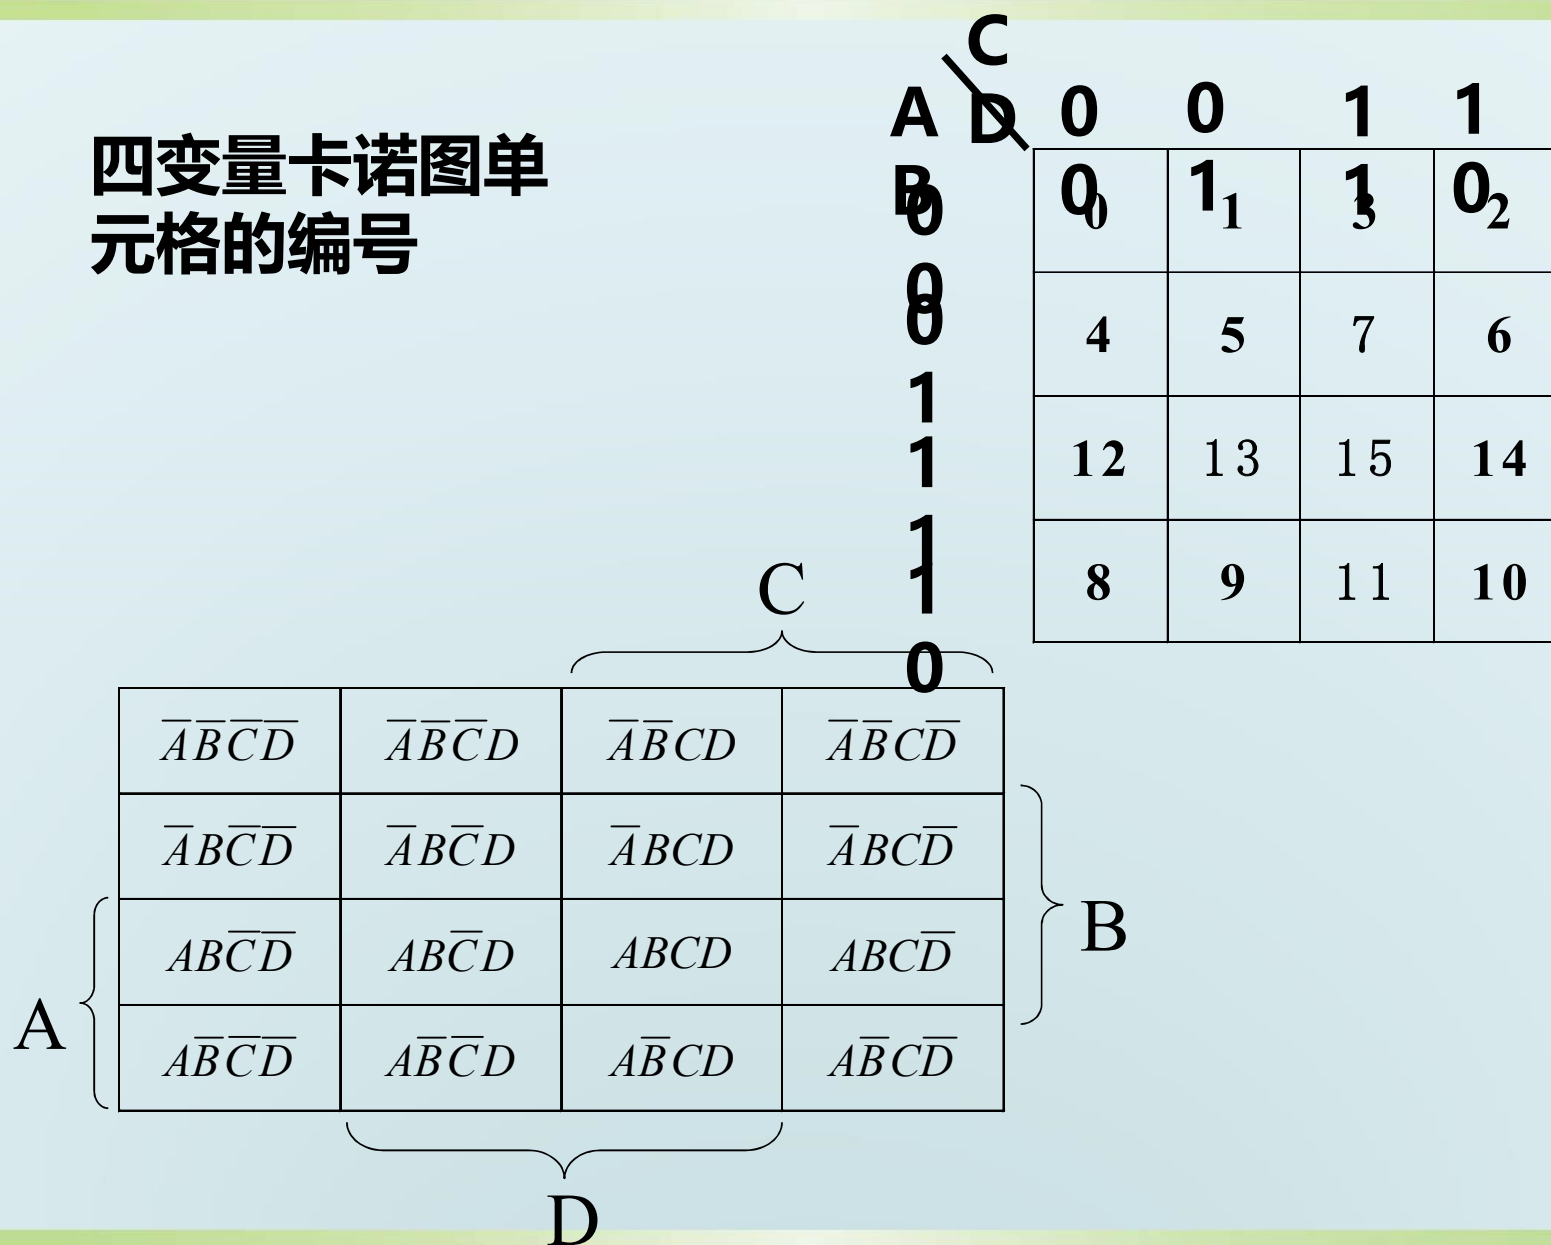 四变量卡诺图单
元格的编号
C
D
A
B
00 01 11 10
00 0 1 3 2
01 4 5 7 6
11 12 13 15 14
10 8 9 11 10
C
A̅B̅C̅D̅ A̅B̅C̅D A̅B̅CD A̅B̅CD̅
A̅BC̅D̅ A̅BC̅D A̅BCD A̅BCD̅
B
ABC̅D̅ ABC̅D ABCD ABCD̅
A
AB̅C̅D̅ AB̅C̅D AB̅CD AB̅CD̅
D